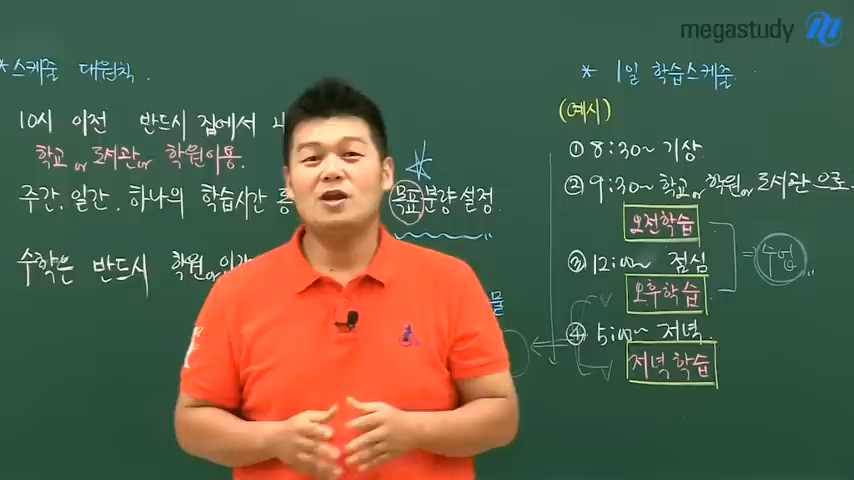 megastudy
*스케줄 대원칙.
10시 이전 반드시 집에서 나
학교 or 도서관 or 학원이용.
주간, 일간, 하나의 학습시간 목표분량 설정
수학은 반드시 학원 or 인강
물
* 1일 학습스케줄.
(예시)
① 8:30~ 기상
② 9:30~ 학교 or 학원 or 도서관으로
오전학습
③ 12:00~ 점심
= 수업
오후학습
④ 5:00~ 저녁
저녁학습